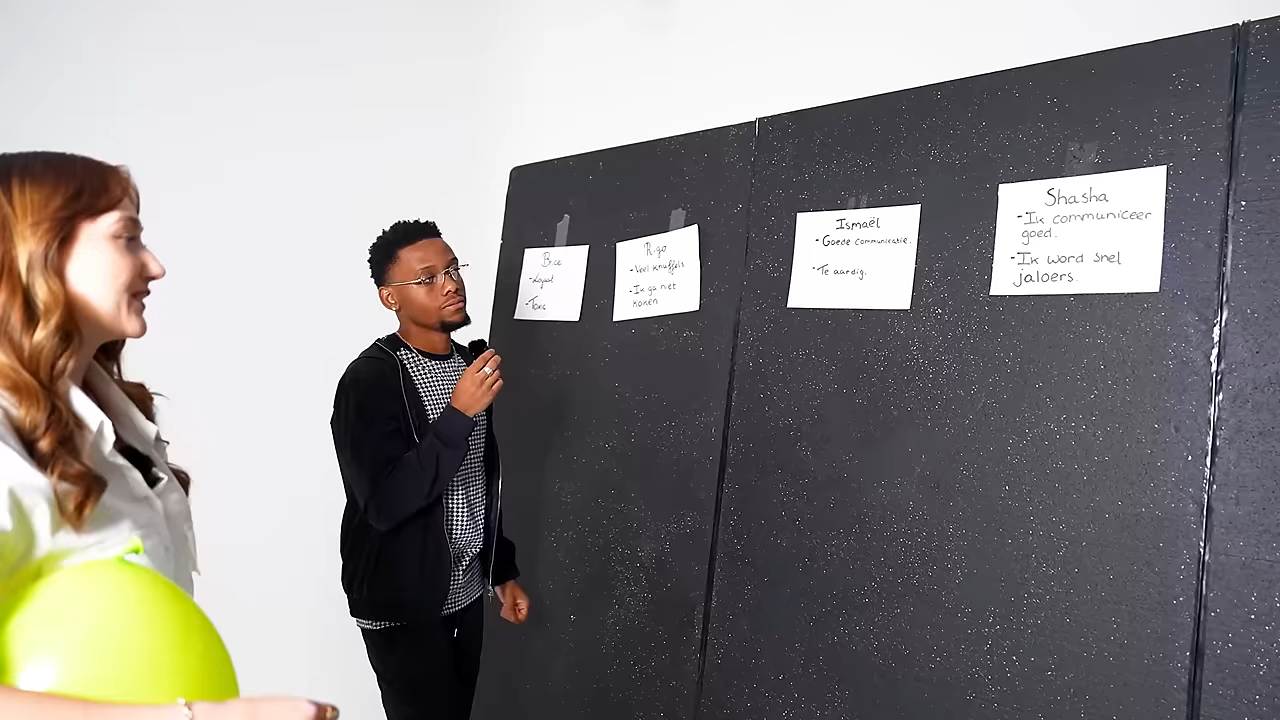 Brice
-Loyaal
-Toxic
Rigo
-Veel knuffels
-Ik ga niet
koken
Ismaël
-Goede communicatie.
-Te aardig.
Shasha
-Ik communiceer
goed.
-Ik word snel
jaloers.